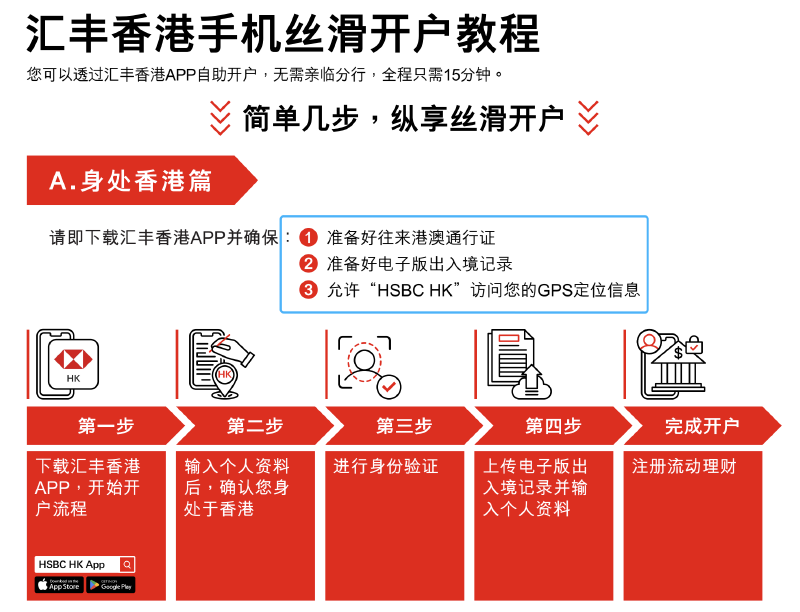 汇丰香港手机丝滑开户教程
您可以透过汇丰香港APP自助开户，无需亲临分行，全程只需15分钟。
简单几步，纵享丝滑开户
A.身处香港篇
请即下载汇丰香港APP并确保：
1 准备好往来港澳通行证
2 准备好电子版出入境记录
3 允许“HSBC HK”访问您的GPS定位信息
HK
HK
$
第一步
第二步
第三步
第四步
完成开户
下载汇丰香港
APP，开始开
户流程
HSBC HK App
Download on the
App Store
GET IT ON
Google Play
输入个人资料
后，确认您身
处于香港
进行身份验证
上传电子版出
入境记录并输
入个人资料
注册流动理财